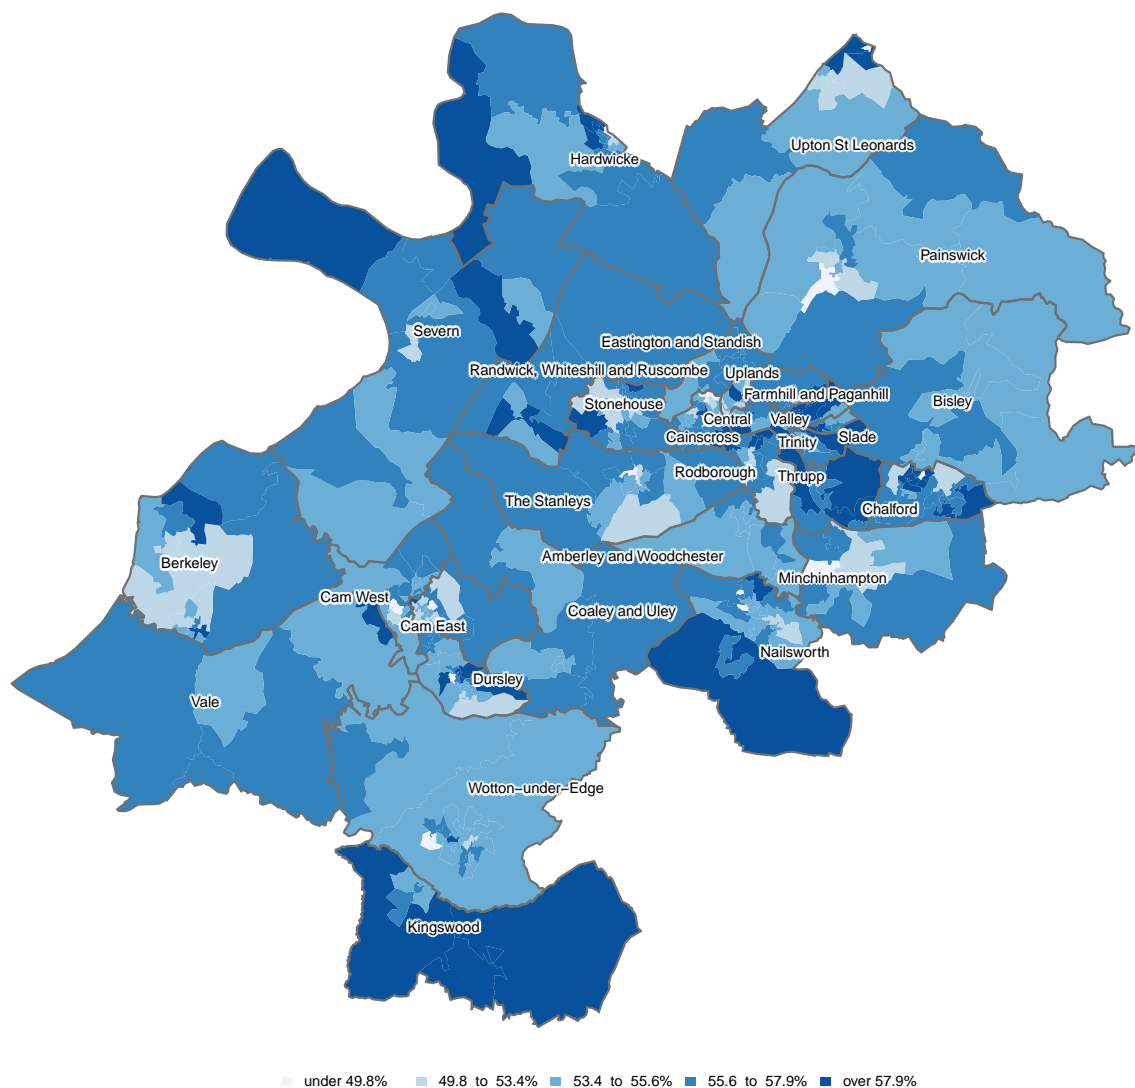 Upton St Leonards
Hardwicke
Painswick
Severn
Eastington and Standish
Randwick, Whiteshill and Ruscombe
Uplands
Farmhill and Paganhill
Stonehouse
Bisley
Central
Valley
Cainscross
Trinity
Slade
Rodborough
Thrupp
The Stanleys
Chalford
Amberley and Woodchester
Berkeley
Minchinhampton
Cam West
Coaley and Uley
Cam East
Nailsworth
Dursley
Vale
Wotton−under−Edge
Kingswood
under 49.8% 49.8 to 53.4% 53.4 to 55.6% 55.6 to 57.9% over 57.9%